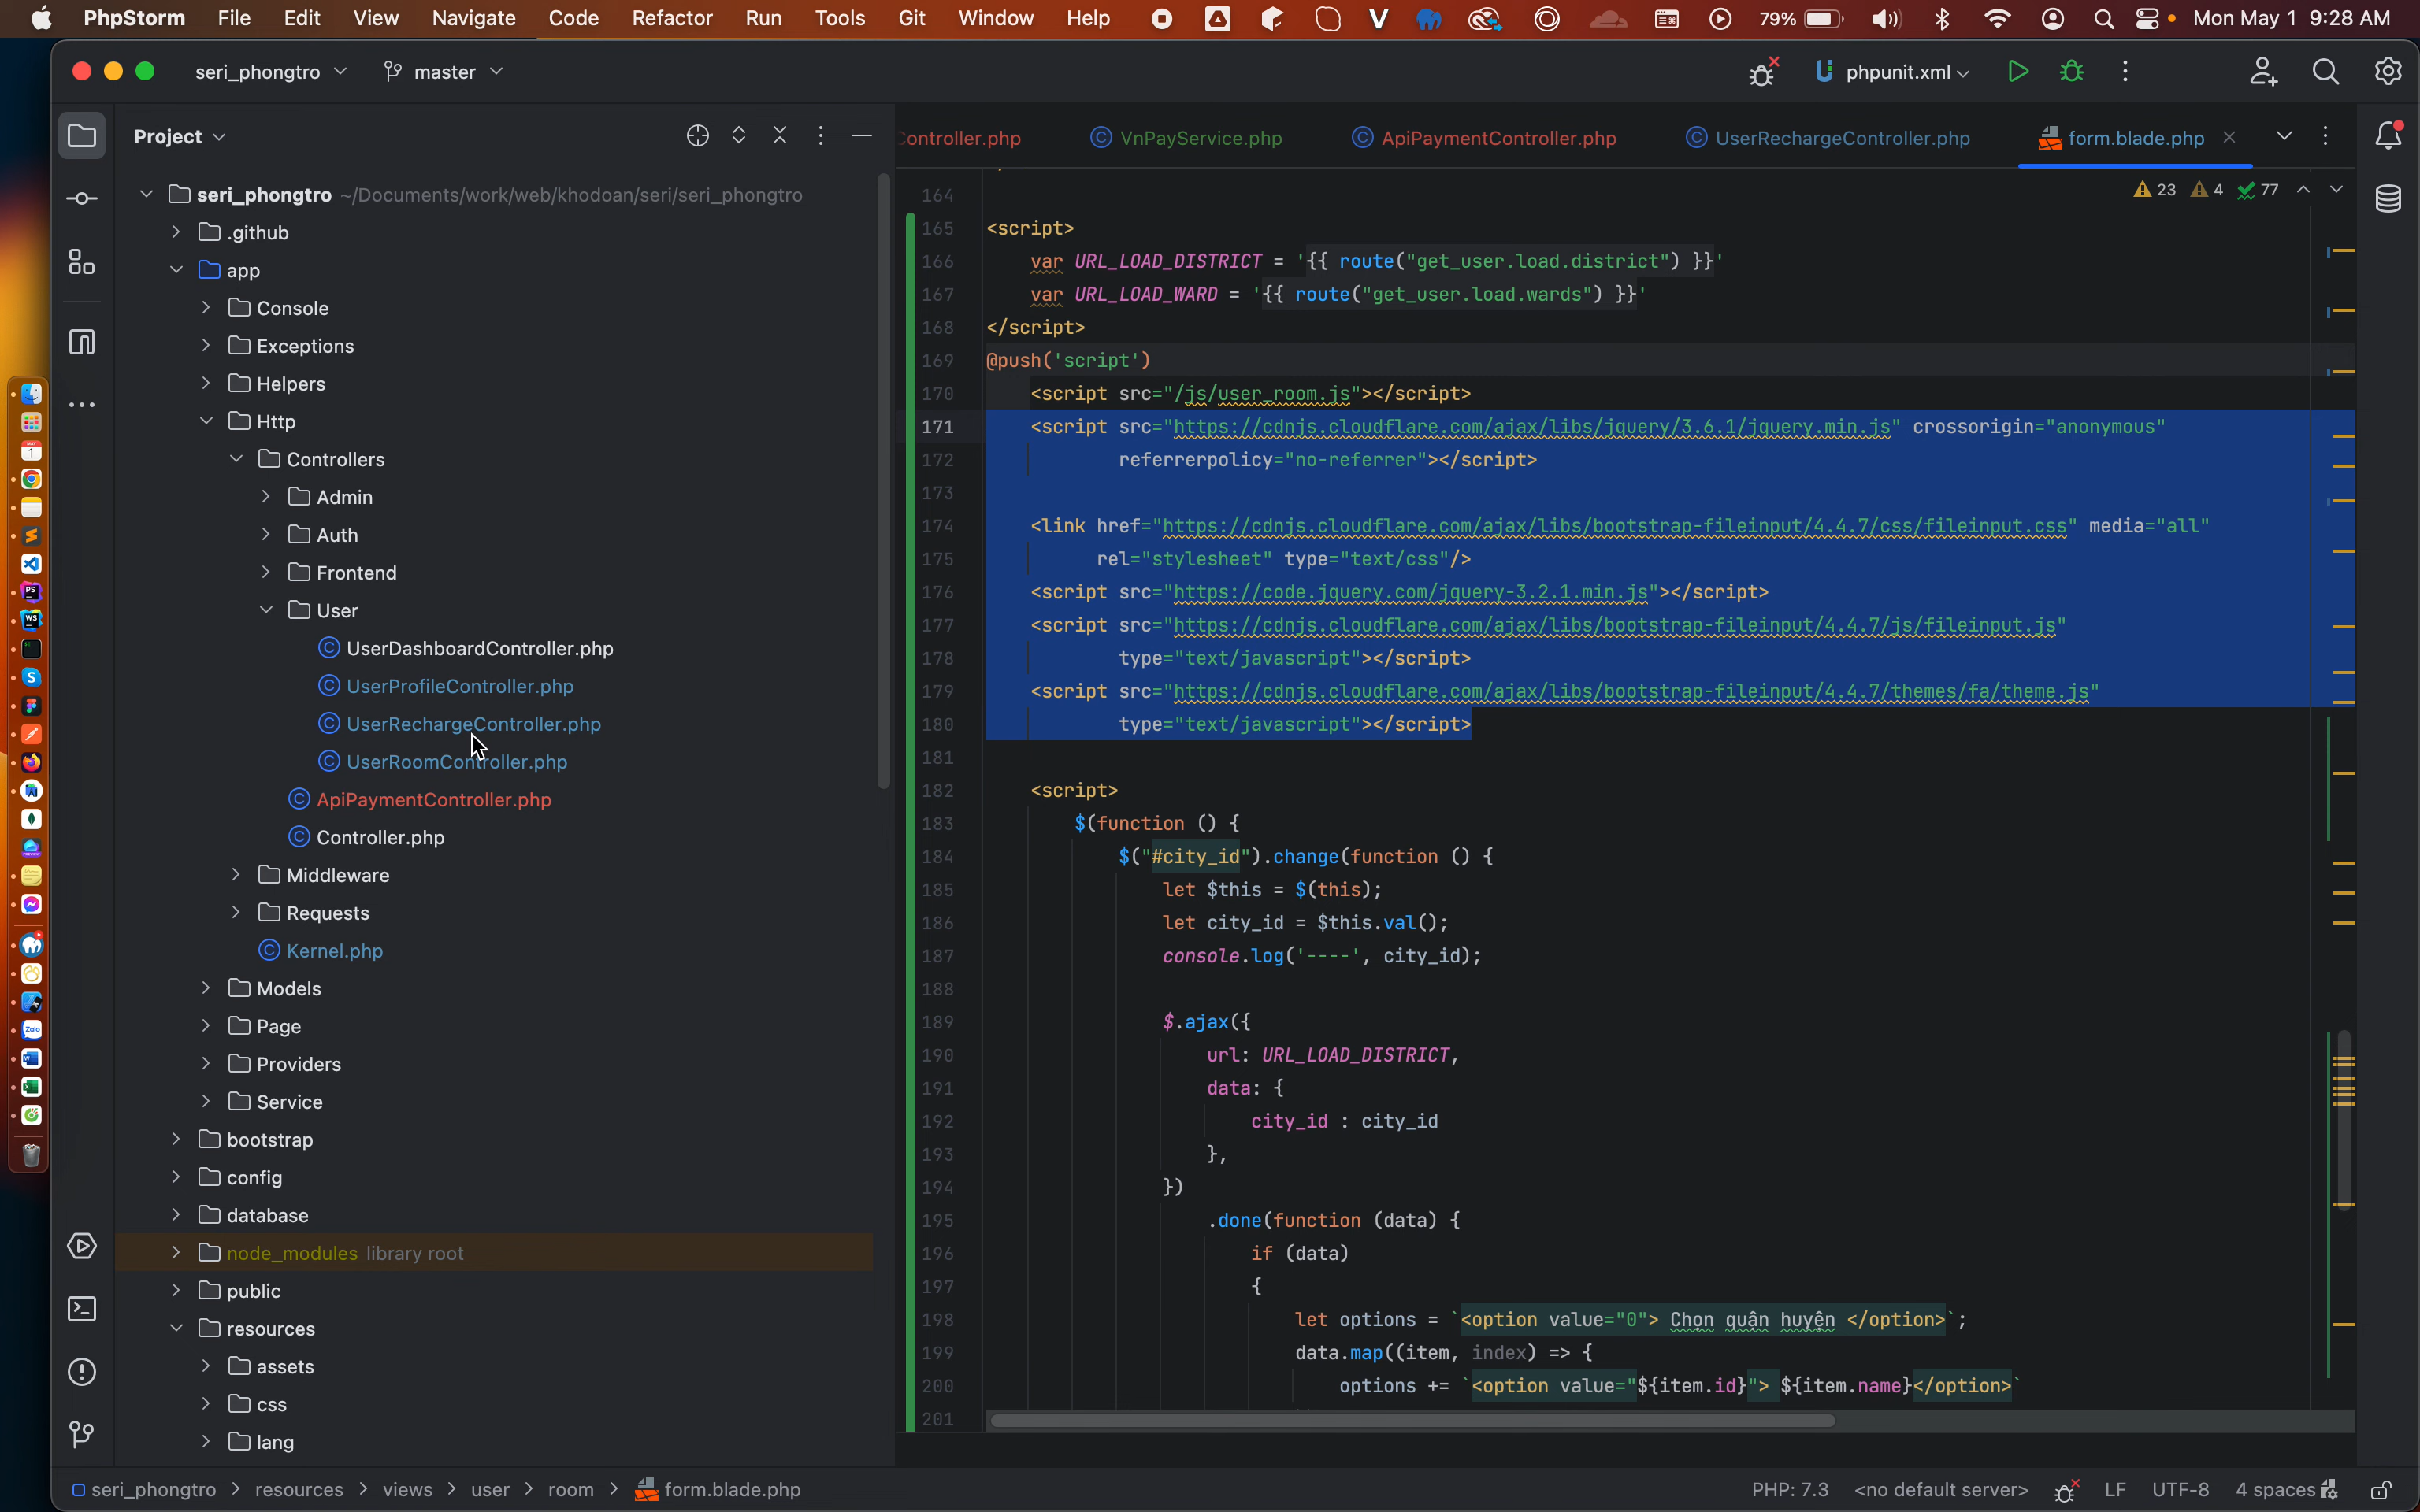 PhpStorm File Edit View Navigate Code Refactor Run Tools Git Window Help 79% Mon May 1 9:28 AM
seri_phongtro master phpunit.xml
Project
ontroller.php VnPayService.php ApiPaymentController.php UserRechargeController.php form.blade.php
23 4 77
seri_phongtro ~/Documents/work/web/khodoan/seri/seri_phongtro
.github
app
Console
Exceptions
Helpers
Http
Controllers
Admin
Auth
Frontend
User
UserDashboardController.php
UserProfileController.php
UserRechargeController.php
UserRoomController.php
ApiPaymentController.php
Controller.php
Middleware
Requests
Kernel.php
Models
Page
Providers
Service
bootstrap
config
database
node_modules library root
public
resources
assets
css
lang
164
165 <script>
166 var URL_LOAD_DISTRICT = '{{ route("get_user.load.district") }}'
167 var URL_LOAD_WARD = '{{ route("get_user.load.wards") }}'
168 </script>
169 @push('script')
170 <script src="/js/user_room.js"></script>
171 <script src="https://cdnjs.cloudflare.com/ajax/libs/jquery/3.6.1/jquery.min.js" crossorigin="anonymous"
172 referrerpolicy="no-referrer"></script>
173
174 <link href="https://cdnjs.cloudflare.com/ajax/libs/bootstrap-fileinput/4.4.7/css/fileinput.css" media="all"
175 rel="stylesheet" type="text/css"/>
176 <script src="https://code.jquery.com/jquery-3.2.1.min.js"></script>
177 <script src="https://cdnjs.cloudflare.com/ajax/libs/bootstrap-fileinput/4.4.7/js/fileinput.js"
178 type="text/javascript"></script>
179 <script src="https://cdnjs.cloudflare.com/ajax/libs/bootstrap-fileinput/4.4.7/themes/fa/theme.js"
180 type="text/javascript"></script>
181
182 <script>
183 $(function () {
184 $("#city_id").change(function () {
185 let $this = $(this);
186 let city_id = $this.val();
187 console.log('----', city_id);
188
189 $.ajax({
190 url: URL_LOAD_DISTRICT,
191 data: {
192 city_id : city_id
193 },
194 })
195 .done(function (data) {
196 if (data)
197 {
198 let options = `<option value="0"> Chọn quận huyện </option>`;
199 data.map((item, index) => {
200 options += `<option value="${item.id}"> ${item.name}</option>`
201
seri_phongtro > resources > views > user > room > form.blade.php PHP: 7.3 <no default server> LF UTF-8 4 spaces